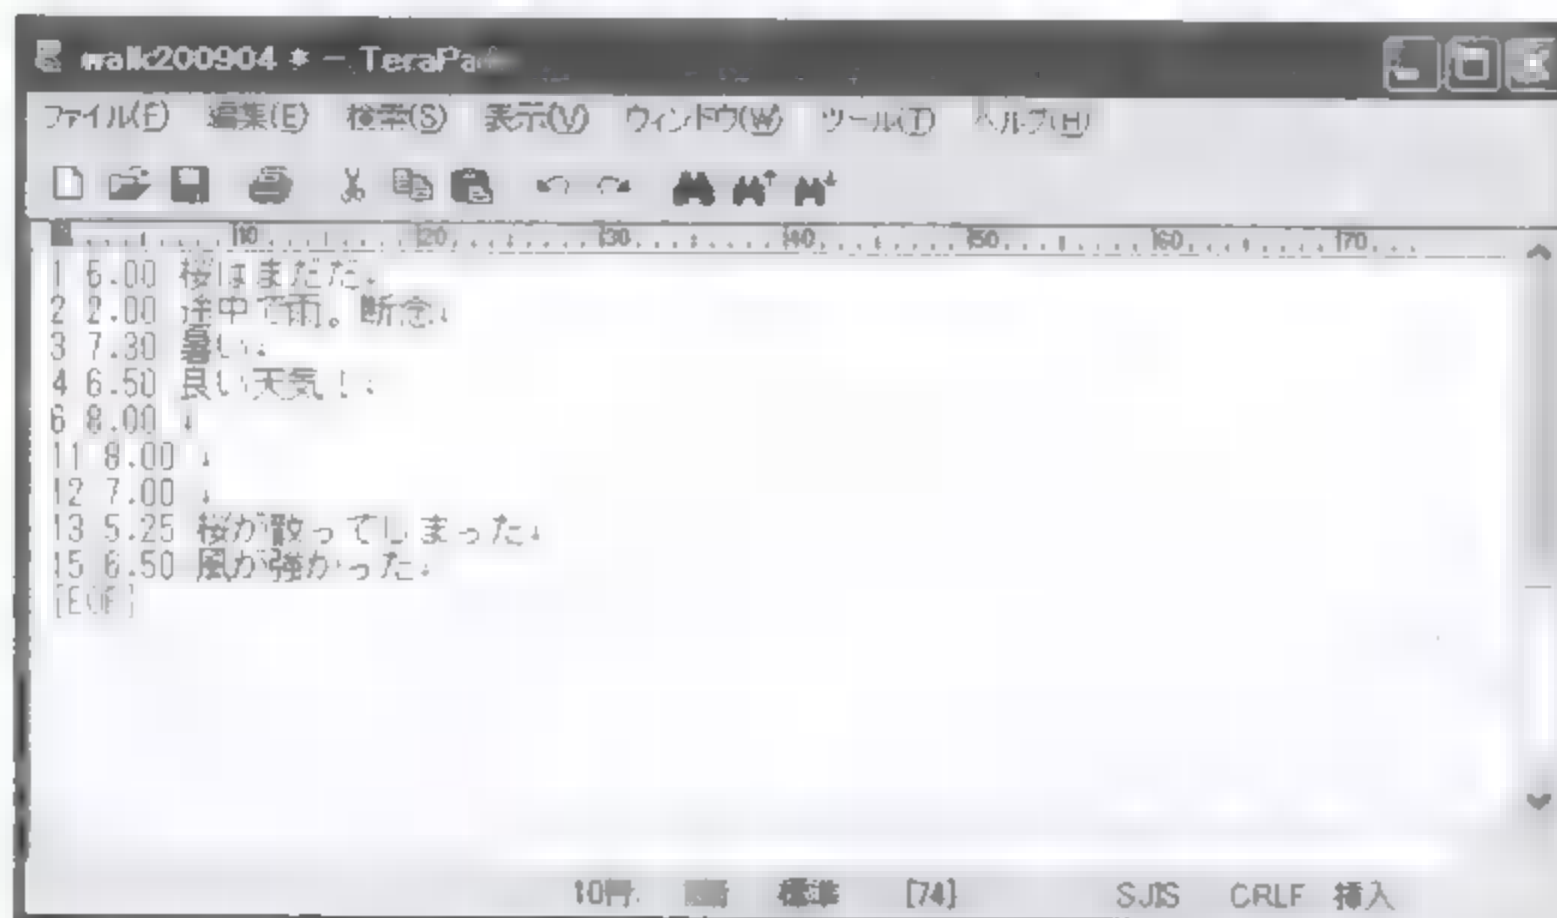 walk200904 * - TeraPad
ファイル(F) 編集(E) 検索(S) 表示(V) ウィンドウ(W) ツール(T) ヘルプ(H)
10 20 30 40 50 60 70
1 6.00 桜はまだだ↓
2 2.00 途中で雨。断念↓
3 7.30 暑い↓
4 6.50 良い天気!↓
6 8.00 ↓
11 8.00 ↓
12 7.00 ↓
13 5.25 桜が散ってしまった↓
15 6.50 風が強かった↓
[EOF]
10行 標準 [74] SJIS CRLF 挿入